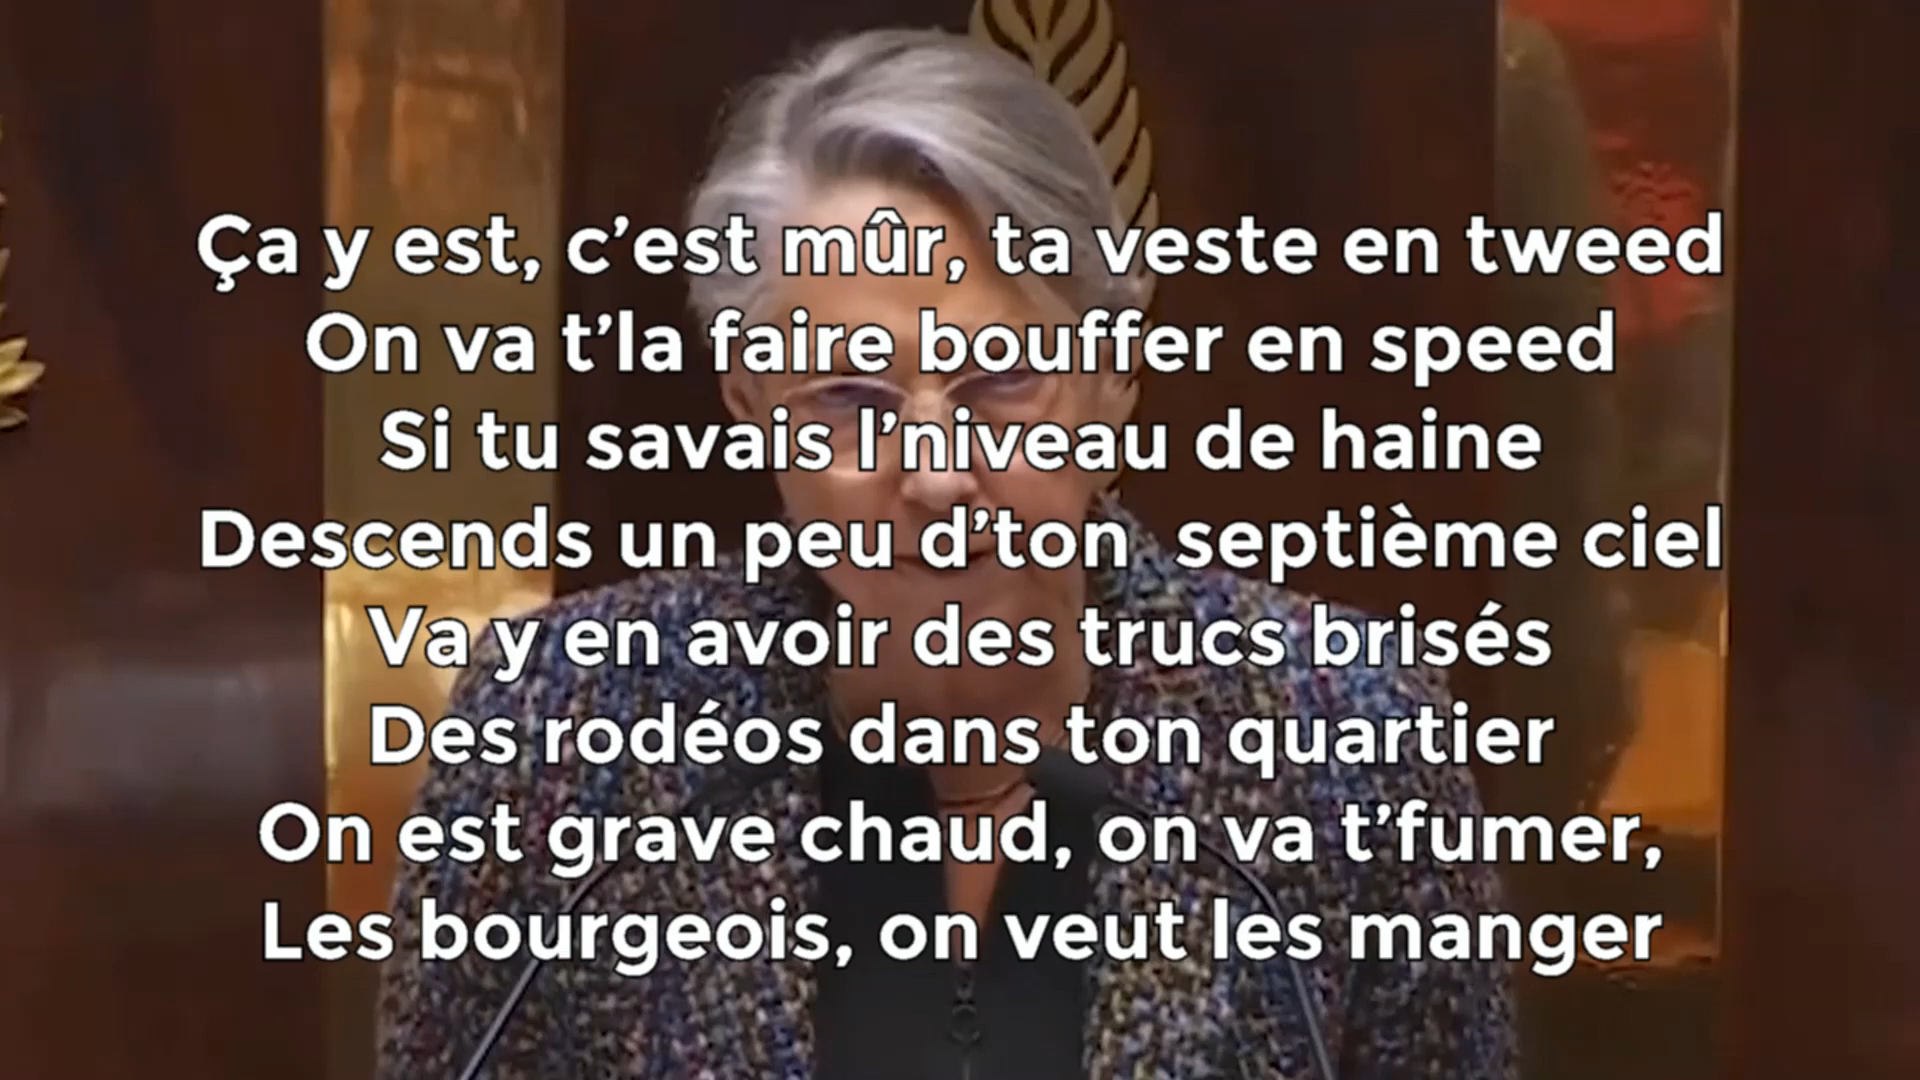 Ça y est, c’est mûr, ta veste en tweed
On va t’la faire bouffer en speed
Si tu savais l’niveau de haine
Descends un peu d’ton  septième ciel
Va y en avoir des trucs brisés
Des rodéos dans ton quartier
On est grave chaud, on va t’fumer,
Les bourgeois, on veut les manger